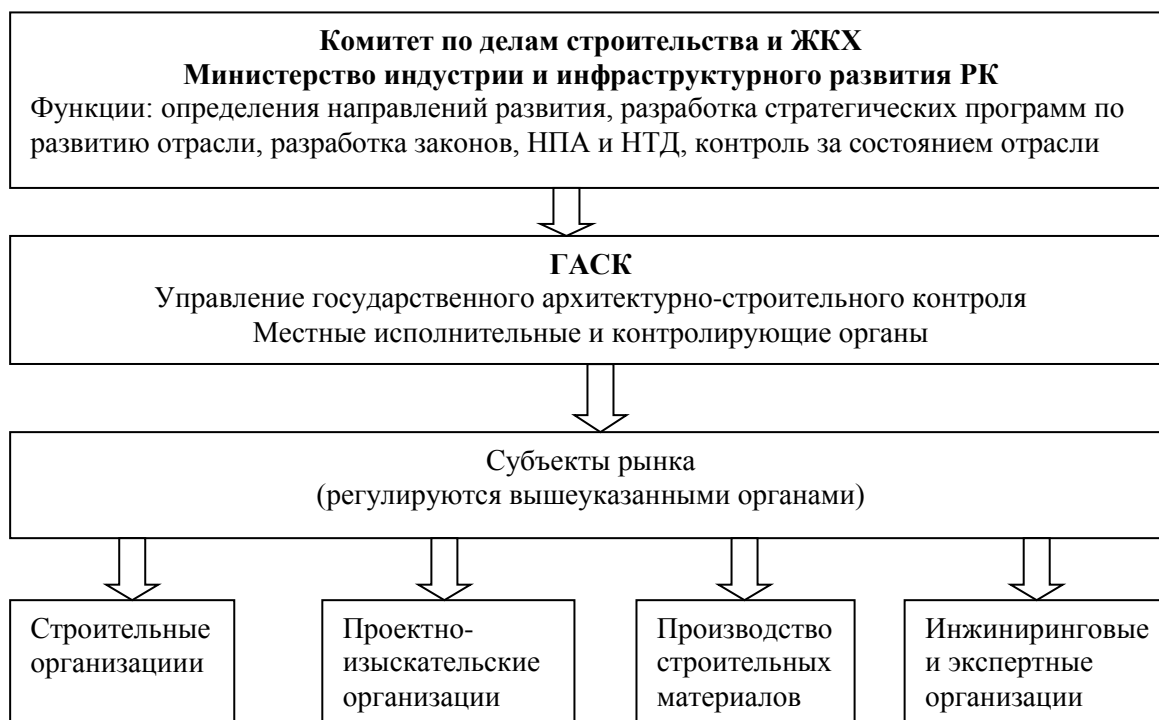 Комитет по делам строительства и ЖКХ
Министерство индустрии и инфраструктурного развития РК
Функции: определения направлений развития, разработка стратегических программ по
развитию отрасли, разработка законов, НПА и НТД, контроль за состоянием отрасли
ГАСК
Управление государственного архитектурно-строительного контроля
Местные исполнительные и контролирующие органы
Субъекты рынка
(регулируются вышеуказанными органами)
Строительные
организациии
Проектно-
изыскательские
организации
Производство
строительных
материалов
Инжиниринговые
и экспертные
организации